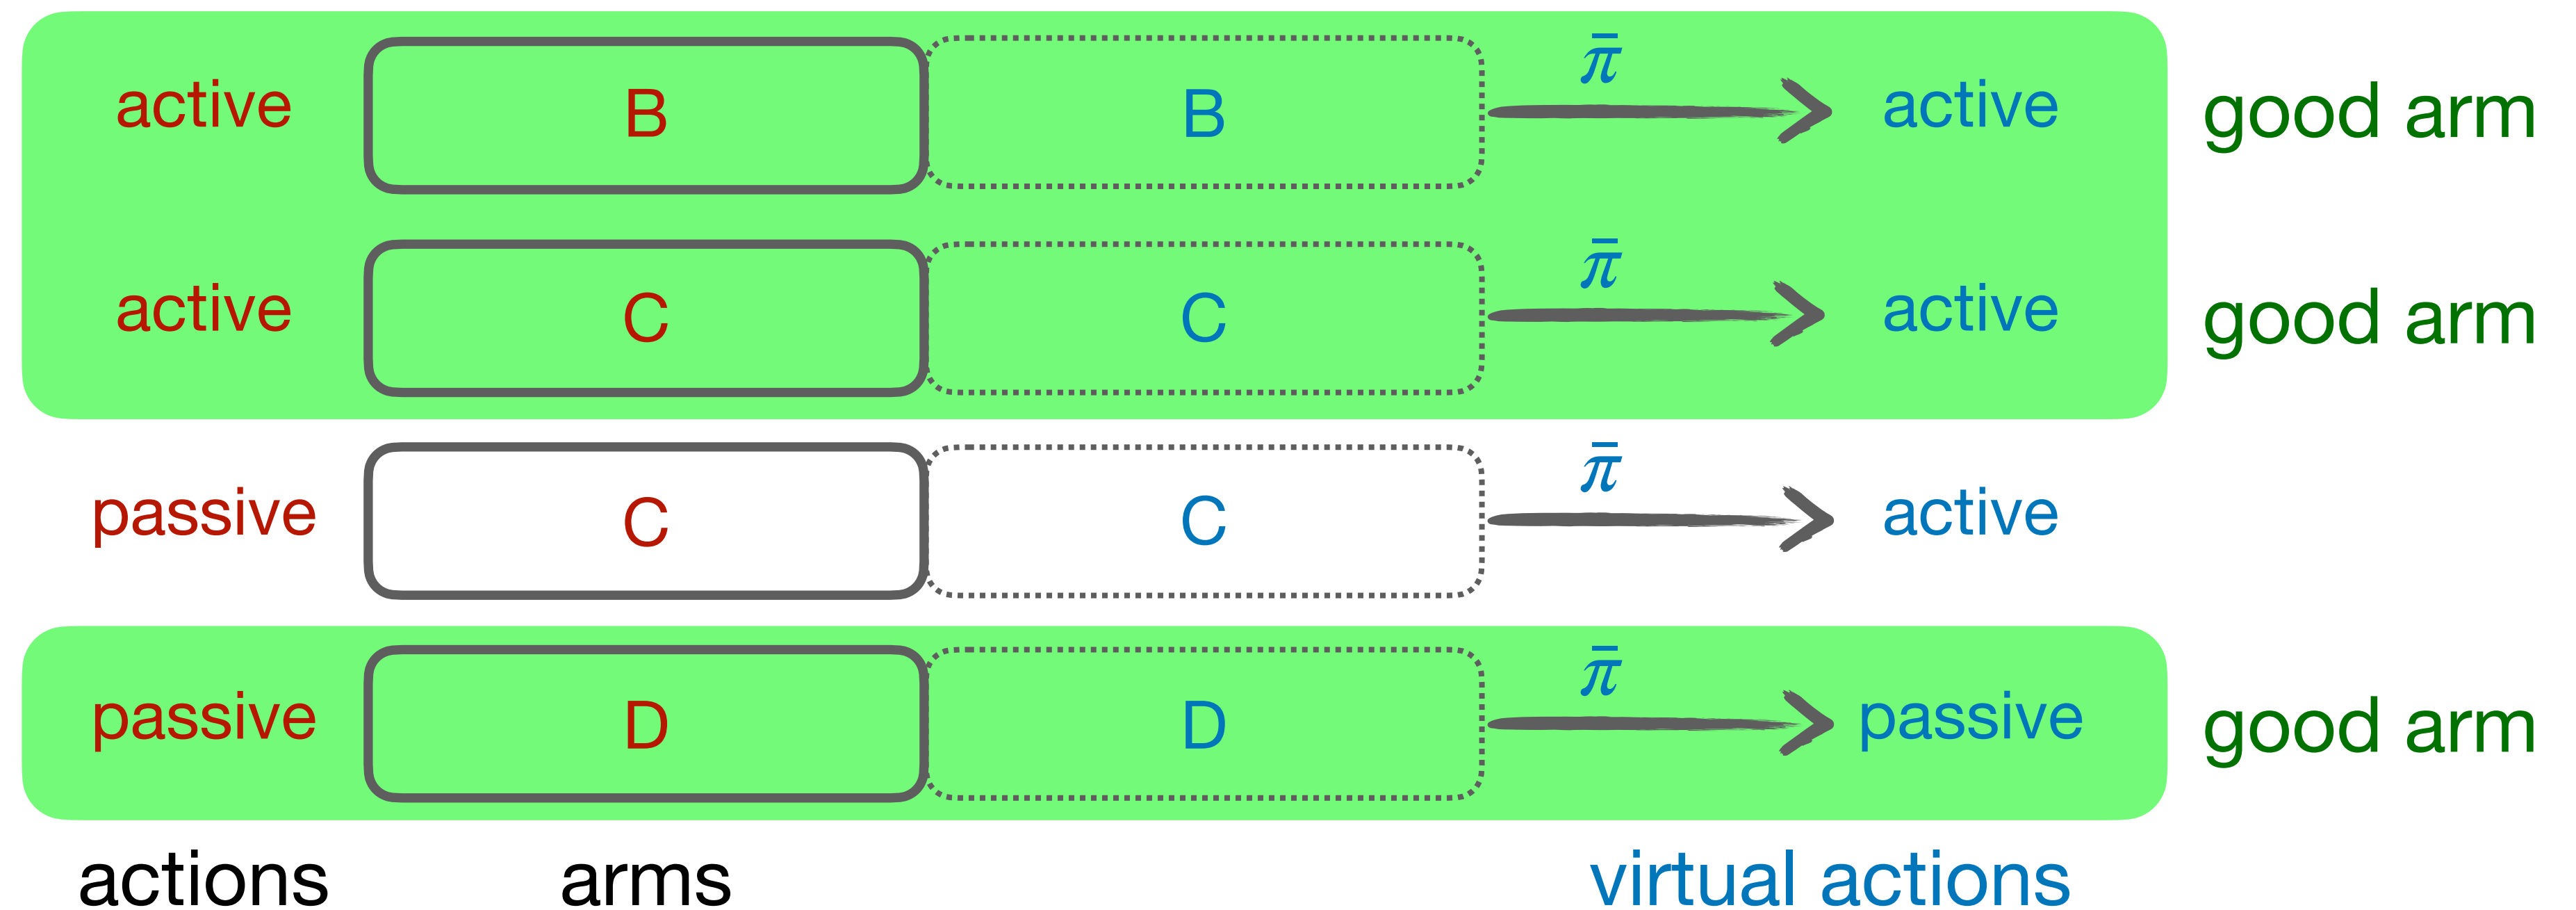 active B B π̄ active good arm
active C C π̄ active good arm
passive C C π̄ active
passive D D π̄ passive good arm
actions arms virtual actions